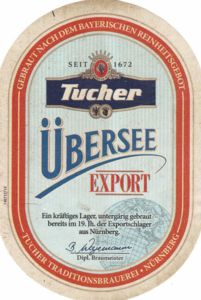 GEBRAUT NACH DEM BAYERISCHEN REINHEITSGEBOT
SEIT 1672
Tucher
ÜBERSEE
EXPORT
Ein kräftiges Lager, untergärig gebraut
bereits im 19. Jh. der Exportschlager
aus Nürnberg.
Dipl. Braumeister
TUCHER TRADITIONSBRAUEREI • NÜRNBERG